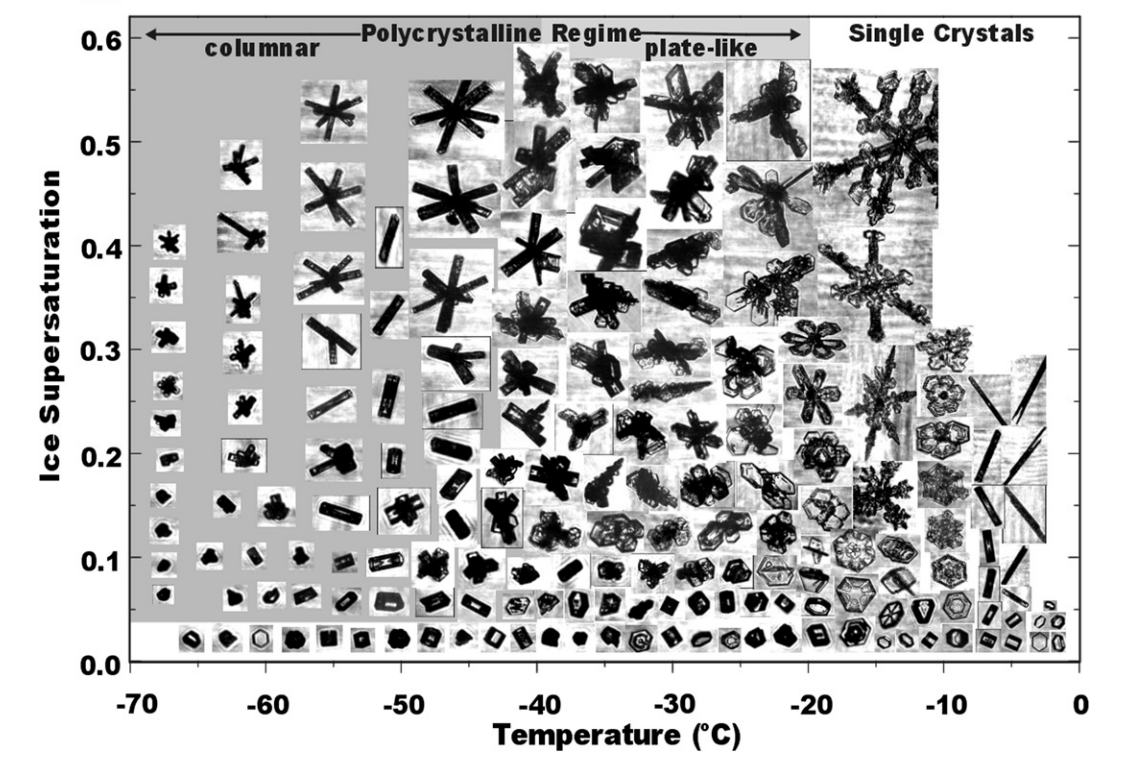 Polycrystalline Regime
Single Crystals
columnar
plate-like
Ice Supersaturation
0.6
0.5
0.4
0.3
0.2
0.1
0.0
-70 -60 -50 -40 -30 -20 -10 0
Temperature (°C)